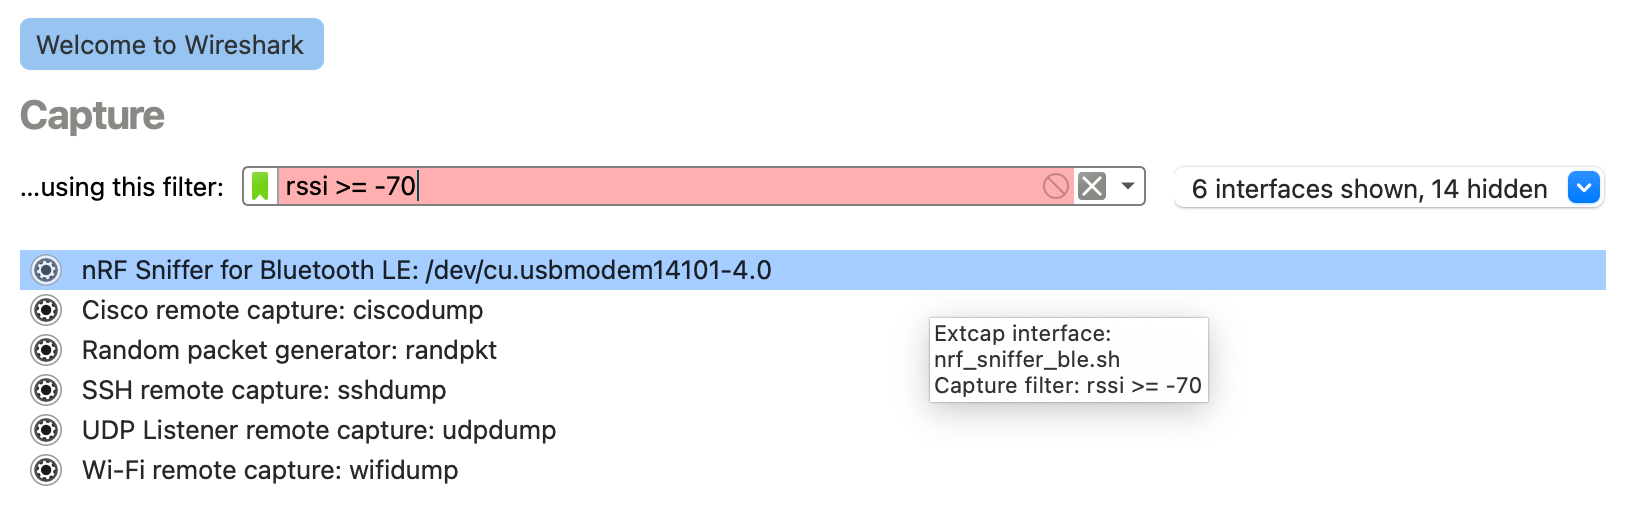 Welcome to Wireshark
Capture
...using this filter:
rssi >= -70
6 interfaces shown, 14 hidden
nRF Sniffer for Bluetooth LE: /dev/cu.usbmodem14101-4.0
Cisco remote capture: ciscodump
Random packet generator: randpkt
SSH remote capture: sshdump
UDP Listener remote capture: udpdump
Wi-Fi remote capture: wifidump
Extcap interface:
nrf_sniffer_ble.sh
Capture filter: rssi >= -70